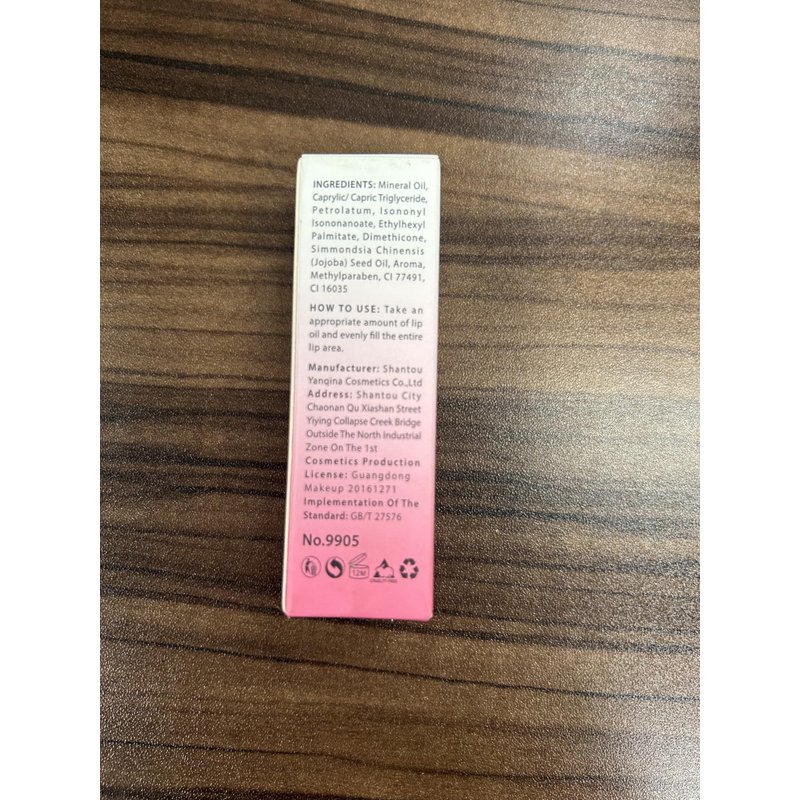 INGREDIENTS: Mineral Oil,
Caprylic/ Capric Triglyceride,
Petrolatum, Isononyl
Isononanoate, Ethylhexyl
Palmitate, Dimethicone,
Simmondsia Chinensis
(Jojoba) Seed Oil, Aroma,
Methylparaben, CI 77491,
CI 16035
HOW TO USE: Take an
appropriate amount of lip
oil and evenly fill the entire
lip area.
Manufacturer: Shantou
Yanqina Cosmetics Co.,Ltd
Address: Shantou City
Chaonan Qu Xiashan Street
Yiying Collapse Creek Bridge
Outside The North Industrial
Zone On The 1st
Cosmetics Production
License: Guangdong
Makeup 20161271
Implementation Of The
Standard: GB/T 27576
No.9905
12M
CRUELTY-FREE